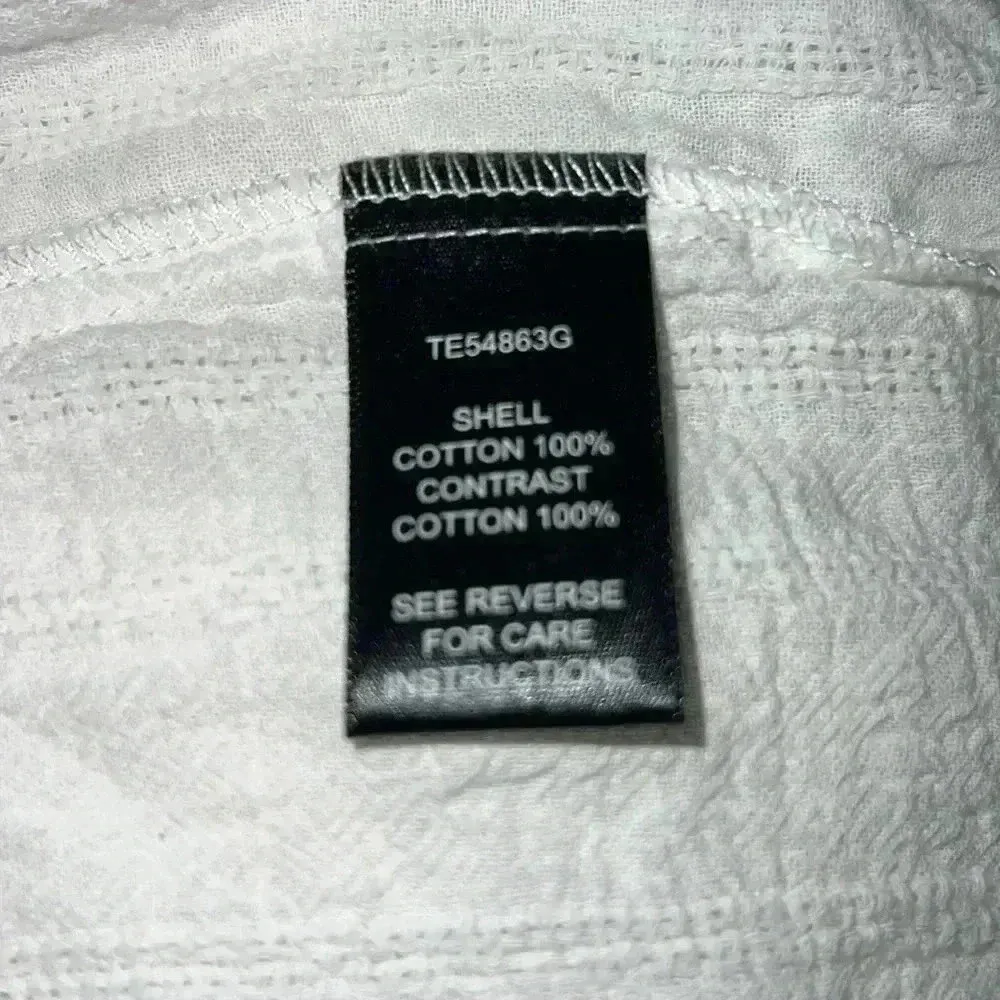 TE54863G
SHELL
COTTON 100%
CONTRAST
COTTON 100%
SEE REVERSE
FOR CARE
INSTRUCTIONS